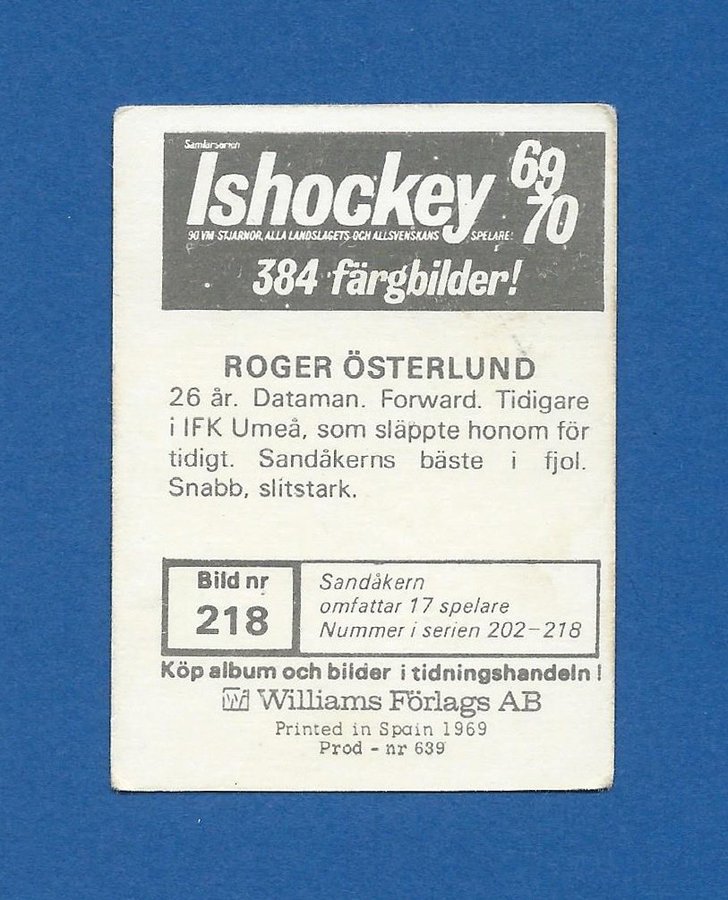 Samlarserien
Ishockey 69 70
90 VM-STJÄRNOR, ALLA LANDSLAGETS OCH ALLSVENSKANS SPELARE!
384 färgbilder!
ROGER ÖSTERLUND
26 år. Dataman. Forward. Tidigare
i IFK Umeå, som släppte honom för
tidigt. Sandåkerns bäste i fjol.
Snabb, slitstark.
Bild nr
218
Sandåkern
omfattar 17 spelare
Nummer i serien 202-218
Köp album och bilder i tidningshandeln!
W Williams Förlags AB
Printed in Spain 1969
Prod - nr 639